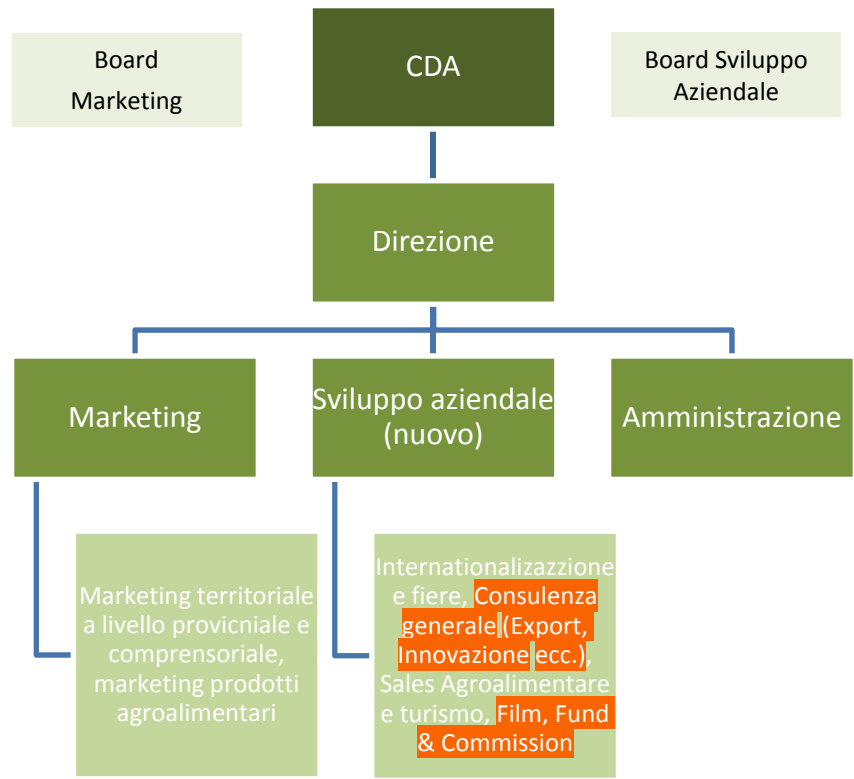 Board
Marketing
CDA
Board Sviluppo
Aziendale
Direzione
Marketing
Sviluppo aziendale
(nuovo)
Amministrazione
Marketing territoriale
a livello provicniale e
comprensoriale,
marketing prodotti
agroalimentari
Internationalizazzione
e fiere, Consulenza
generale (Export,
Innovazione ecc.),
Sales Agroalimentare
e turismo, Film, Fund
& Commission